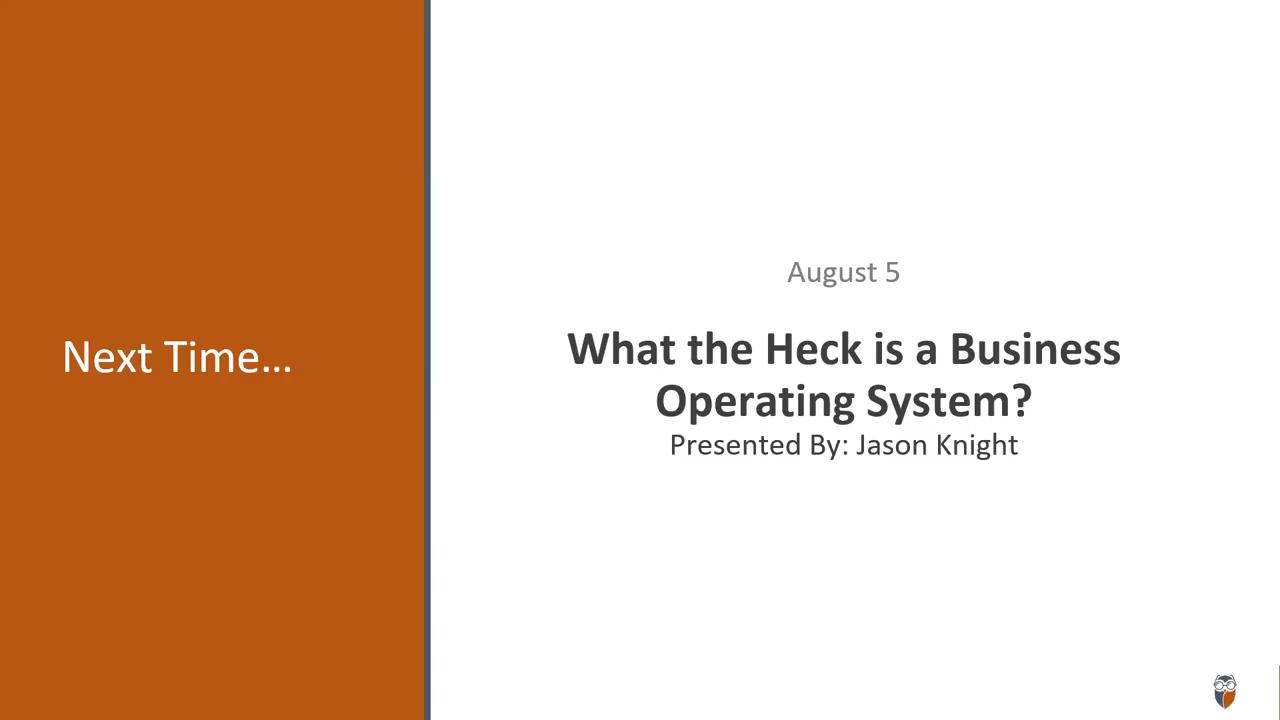 Next Time…
August 5
What the Heck is a Business
Operating System?
Presented By: Jason Knight